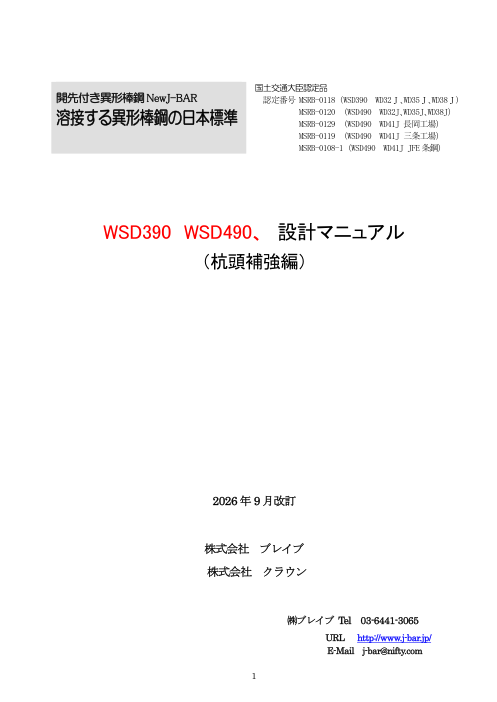 開先付き異形棒鋼 NewJ-BAR
溶接する異形棒鋼の日本標準
国土交通大臣認定品
認定番号 MSRB-0118 (WSD390 WD32J,WD35J,WD38J)
MSRB-0120 (WSD490 WD32J,WD35J,WD38J)
MSRB-0129 (WSD490 WD41J 長岡工場)
MSRB-0119 (WSD490 WD41J 三条工場)
MSRB-0108-1 (WSD490 WD41J JFE条鋼)
WSD390 WSD490、 設計マニュアル
（杭頭補強編）
2026年9月改訂
株式会社 ブレイブ
株式会社 クラウン
㈱ブレイブ Tel 03-6441-3065
URL http://www.j-bar.jp/
E-Mail j-bar@nifty.com
1